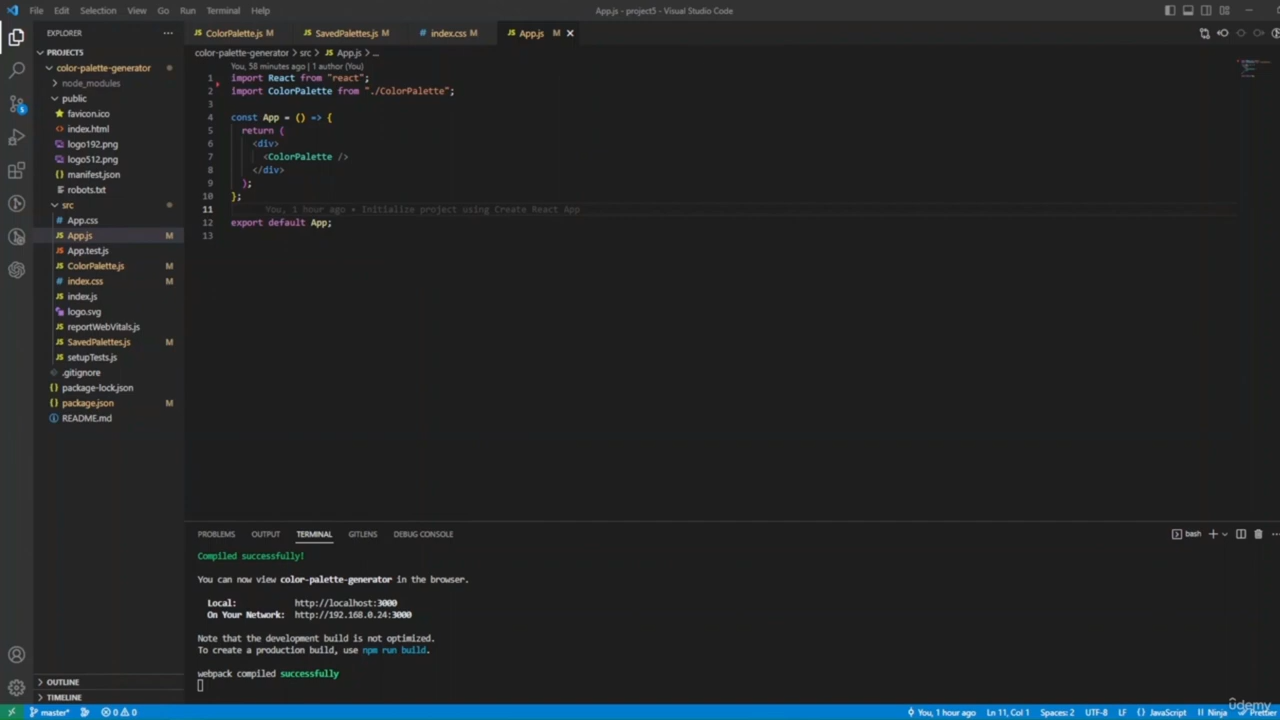 File Edit Selection View Go Run Terminal Help
App.js - project5 - Visual Studio Code
EXPLORER
PROJECT5
color-palette-generator
node_modules
public
favicon.ico
index.html
logo192.png
logo512.png
manifest.json
robots.txt
src
App.css
App.js M
App.test.js
ColorPalette.js M
index.css M
index.js
logo.svg
reportWebVitals.js
SavedPalettes.js M
setupTests.js
.gitignore
package-lock.json
package.json M
README.md
OUTLINE
TIMELINE
ColorPalette.js M SavedPalettes.js M index.css M App.js M
color-palette-generator > src > App.js > ...
You, 58 minutes ago | 1 author (You)
1 import React from "react";
2 import ColorPalette from "./ColorPalette";
3
4 const App = () => {
5 return (
6 <div>
7 <ColorPalette />
8 </div>
9 );
10 };
11 You, 1 hour ago • Initialize project using Create React App
12 export default App;
13
PROBLEMS OUTPUT TERMINAL GITLENS DEBUG CONSOLE
bash
Compiled successfully!
You can now view color-palette-generator in the browser.
Local: http://localhost:3000
On Your Network: http://192.168.0.24:3000
Note that the development build is not optimized.
To create a production build, use npm run build.
webpack compiled successfully
master* 0 0 You, 1 hour ago Ln 11, Col 1 Spaces: 2 UTF-8 LF {} JavaScript Ninja Prettier
udemy